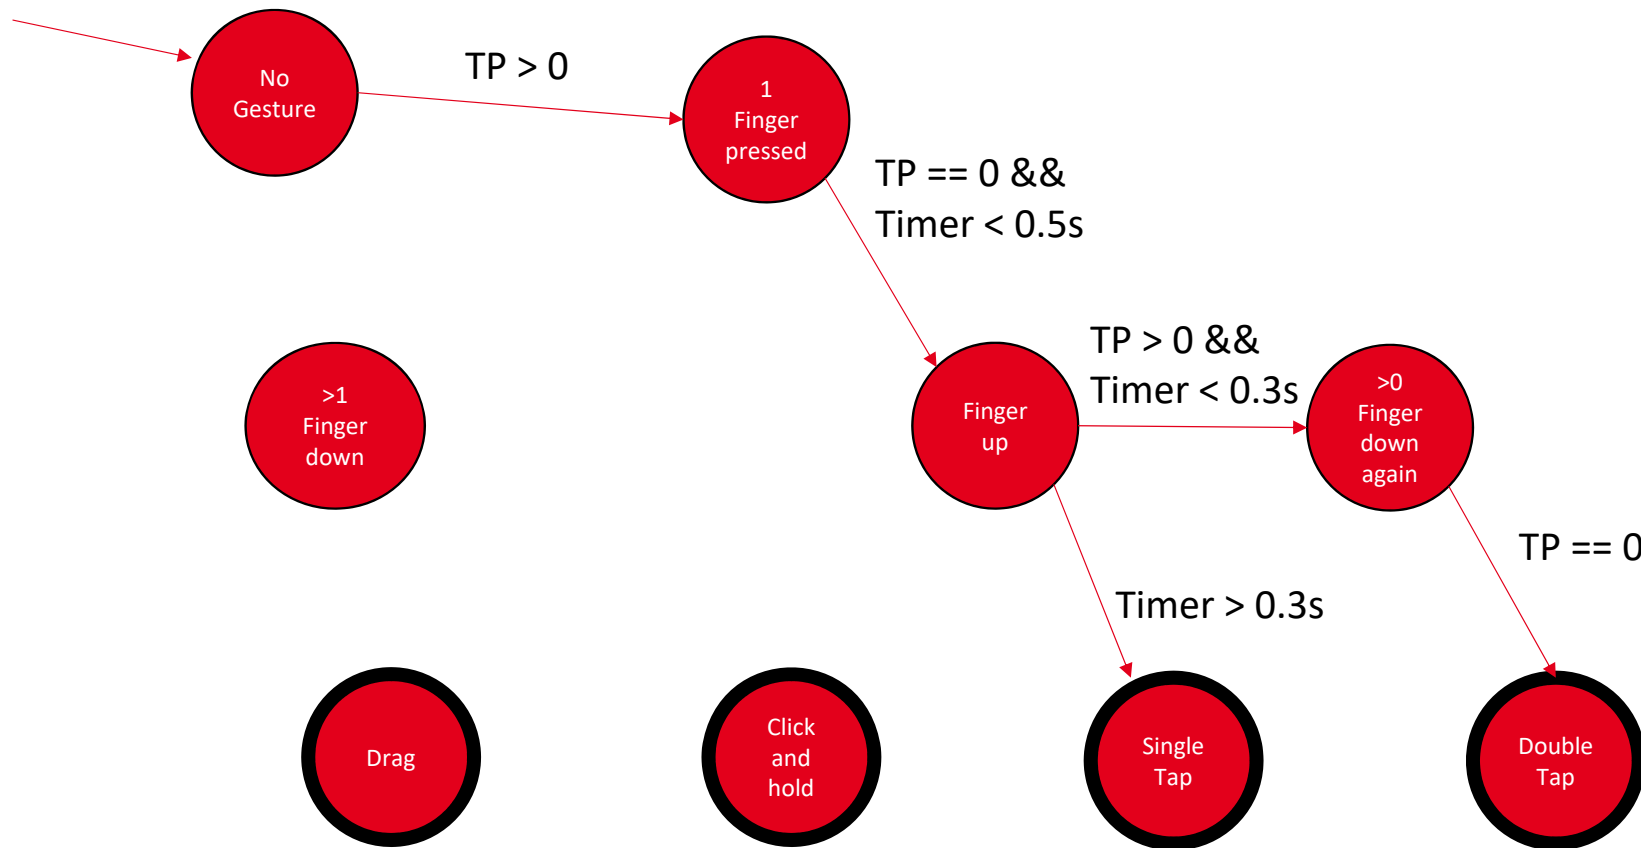 No
Gesture
TP > 0
1
Finger
pressed
TP == 0 &&
Timer < 0.5s
>1
Finger
down
Finger
up
TP > 0 &&
Timer < 0.3s
>0
Finger
down
again
TP == 0
Timer > 0.3s
Drag
Click
and
hold
Single
Tap
Double
Tap